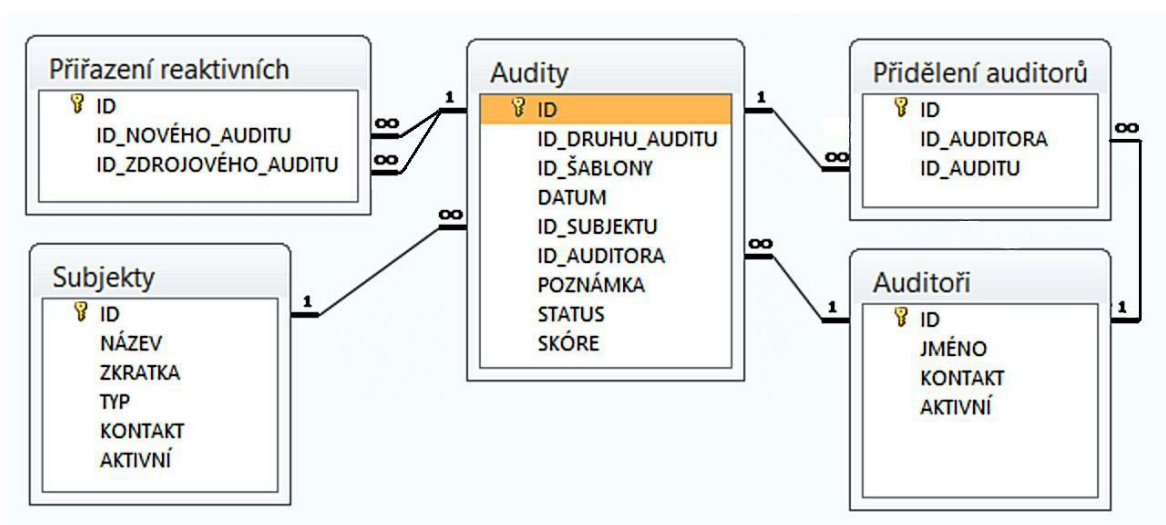 Přiřazení reaktivních
ID
ID_NOVÉHO_AUDITU
ID_ZDROJOVÉHO_AUDITU
1
∞
∞
Audity
ID
ID_DRUHU_AUDITU
ID_ŠABLONY
DATUM
ID_SUBJEKTU
ID_AUDITORA
POZNÁMKA
STATUS
SKÓRE
1
∞
Přidělení auditorů
ID
ID_AUDITORA
ID_AUDITU
∞
Subjekty
ID
NÁZEV
ZKRATKA
TYP
KONTAKT
AKTIVNÍ
1
∞
∞
1
Auditoři
ID
JMÉNO
KONTAKT
AKTIVNÍ
1